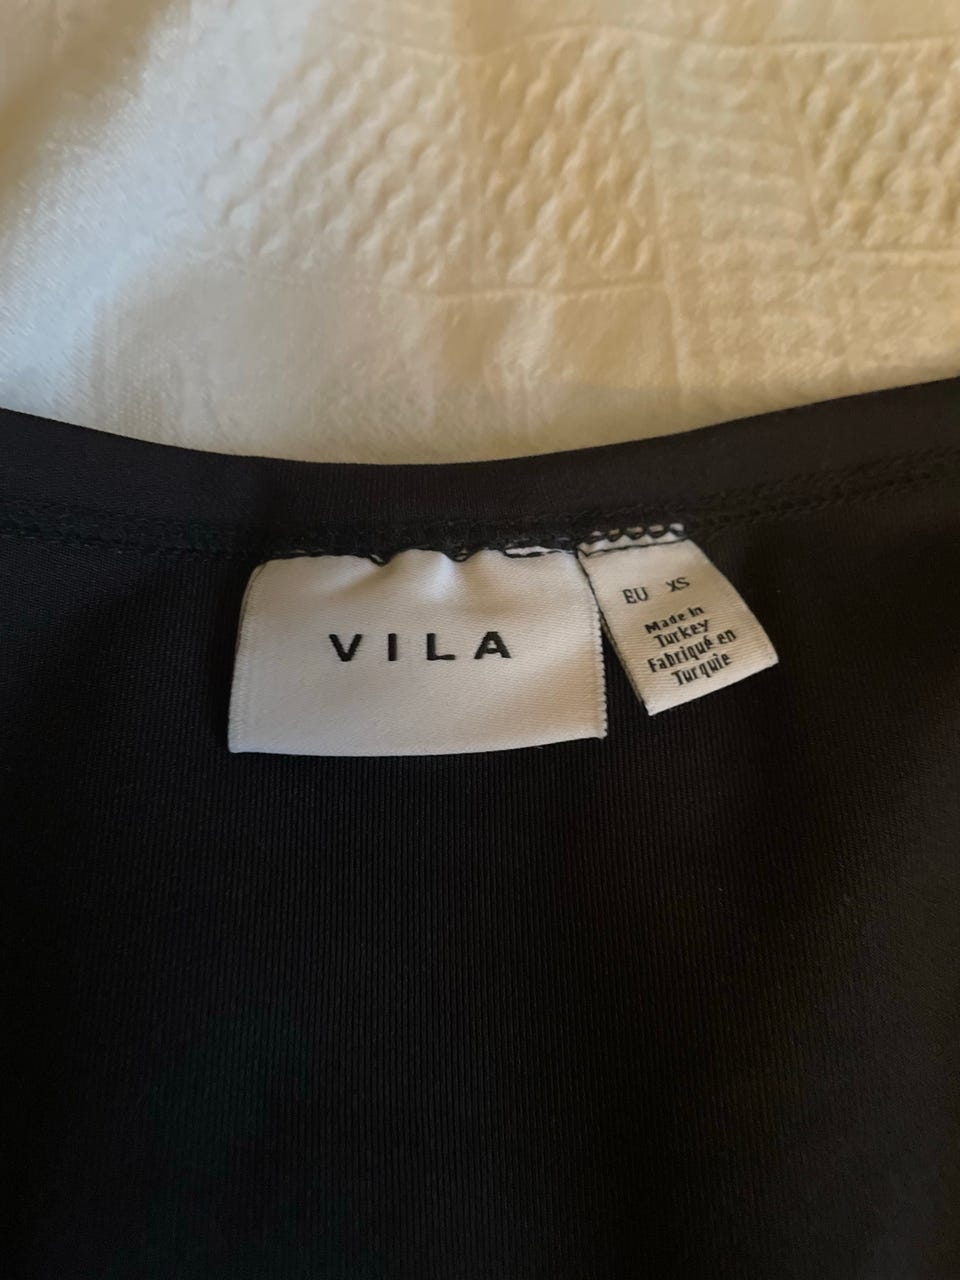 VILA
EU XS
Made in
Turkey
Fabriqué en
Turquie